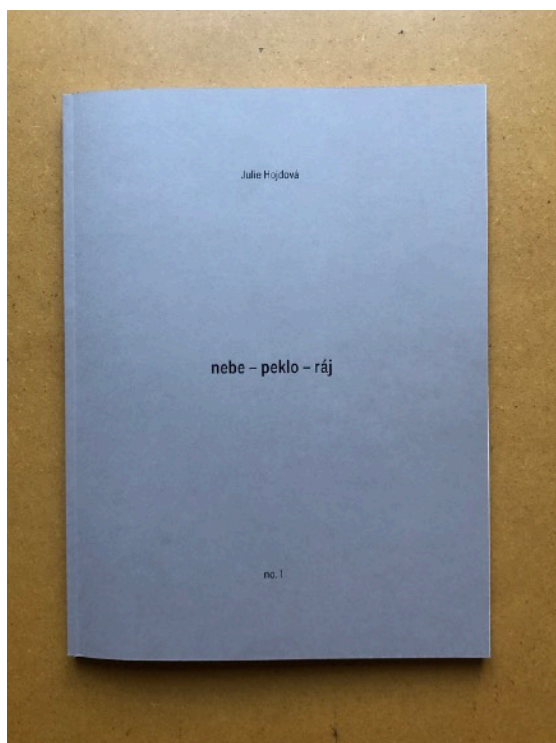 Julie Hojdová
nebe – peklo – ráj
no. 1